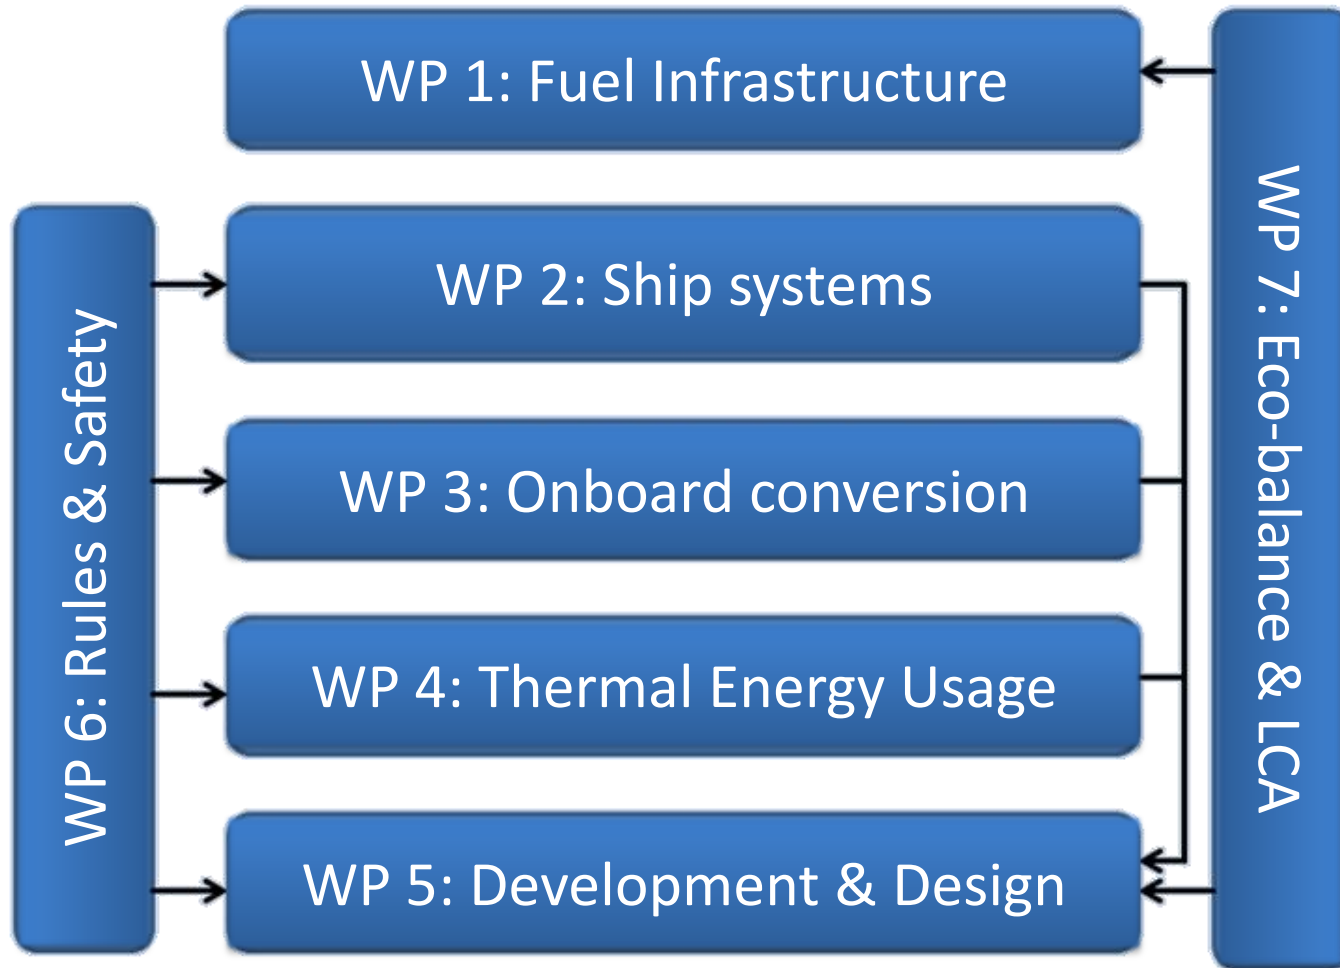 WP 1: Fuel Infrastructure
WP 2: Ship systems
WP 3: Onboard conversion
WP 4: Thermal Energy Usage
WP 5: Development & Design
WP 6: Rules & Safety
WP 7: Eco-balance & LCA